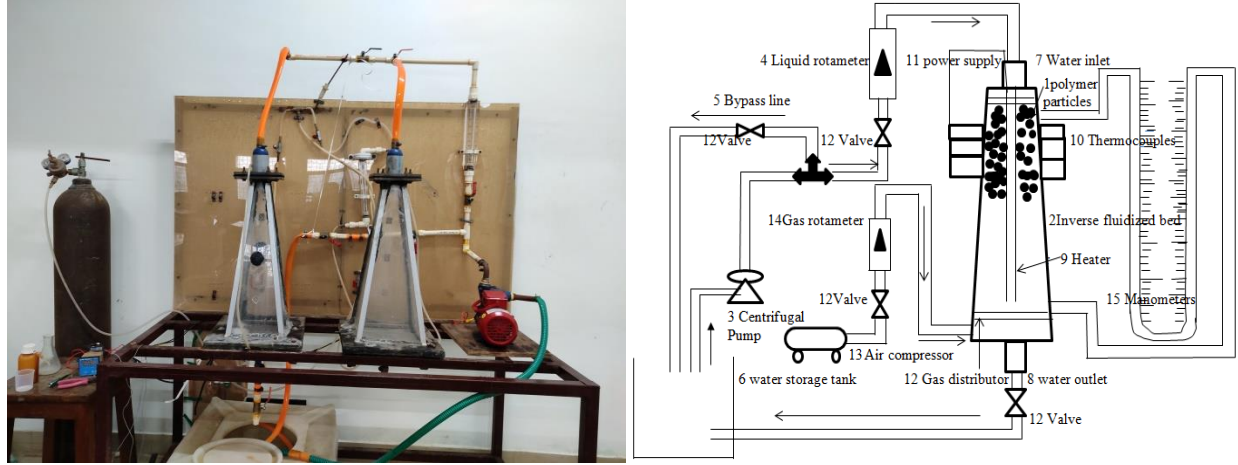 4 Liquid rotameter
11 power supply
7 Water inlet
1polymer
particles
5 Bypass line
12Valve
12 Valve
10 Thermocouples
14Gas rotameter
2Inverse fluidized bed
9 Heater
12Valve
15 Manometers
3 Centrifugal
Pump
13 Air compressor
6 water storage tank
12 Gas distributor
8 water outlet
12 Valve